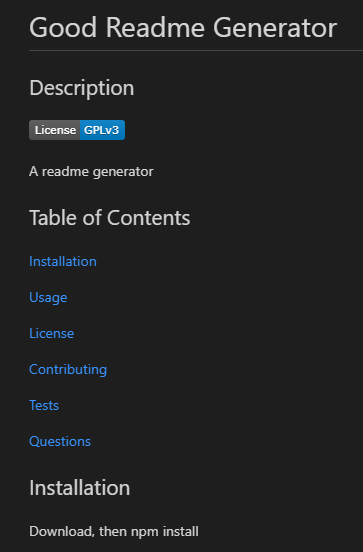 Good Readme Generator
Description
License GPLv3
A readme generator
Table of Contents
Installation
Usage
License
Contributing
Tests
Questions
Installation
Download, then npm install